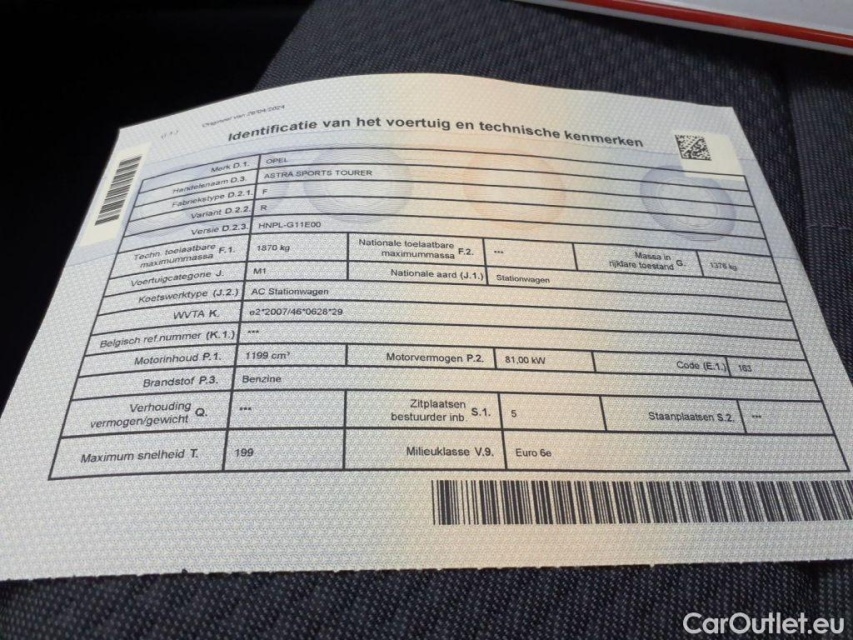 Identificatie van het voertuig en technische kenmerken
Merk D.1. OPEL
Handelsnaam D.3. ASTRA SPORTS TOURER
Fabriekstype D.2.1. F
Variant D.2.2. R
Versie D.2.3. HNPL-G11E00
Techn. toelaatbare maximummassa F.1. 1870 kg Nationale toelaatbare maximummassa F.2. *** Massa in rijklare toestand G. 1376 kg
Voertuigcategorie J. M1 Nationale aard (J.1.) Stationwagen
Koetswerktype (J.2.) AC Stationwagen
WVTA K. e2*2007/46*0628*29
Belgisch ref.nummer (K.1.) ***
Motorinhoud P.1. 1199 cm³ Motorvermogen P.2. 81,00 kW Code (E.1.) 163
Brandstof P.3. Benzine
Verhouding vermogen/gewicht Q. *** Zitplaatsen bestuurder inb. S.1. 5 Staanplaatsen S.2. ***
Maximum snelheid T. 199 Milieuklasse V.9. Euro 6e
CarOutlet.eu